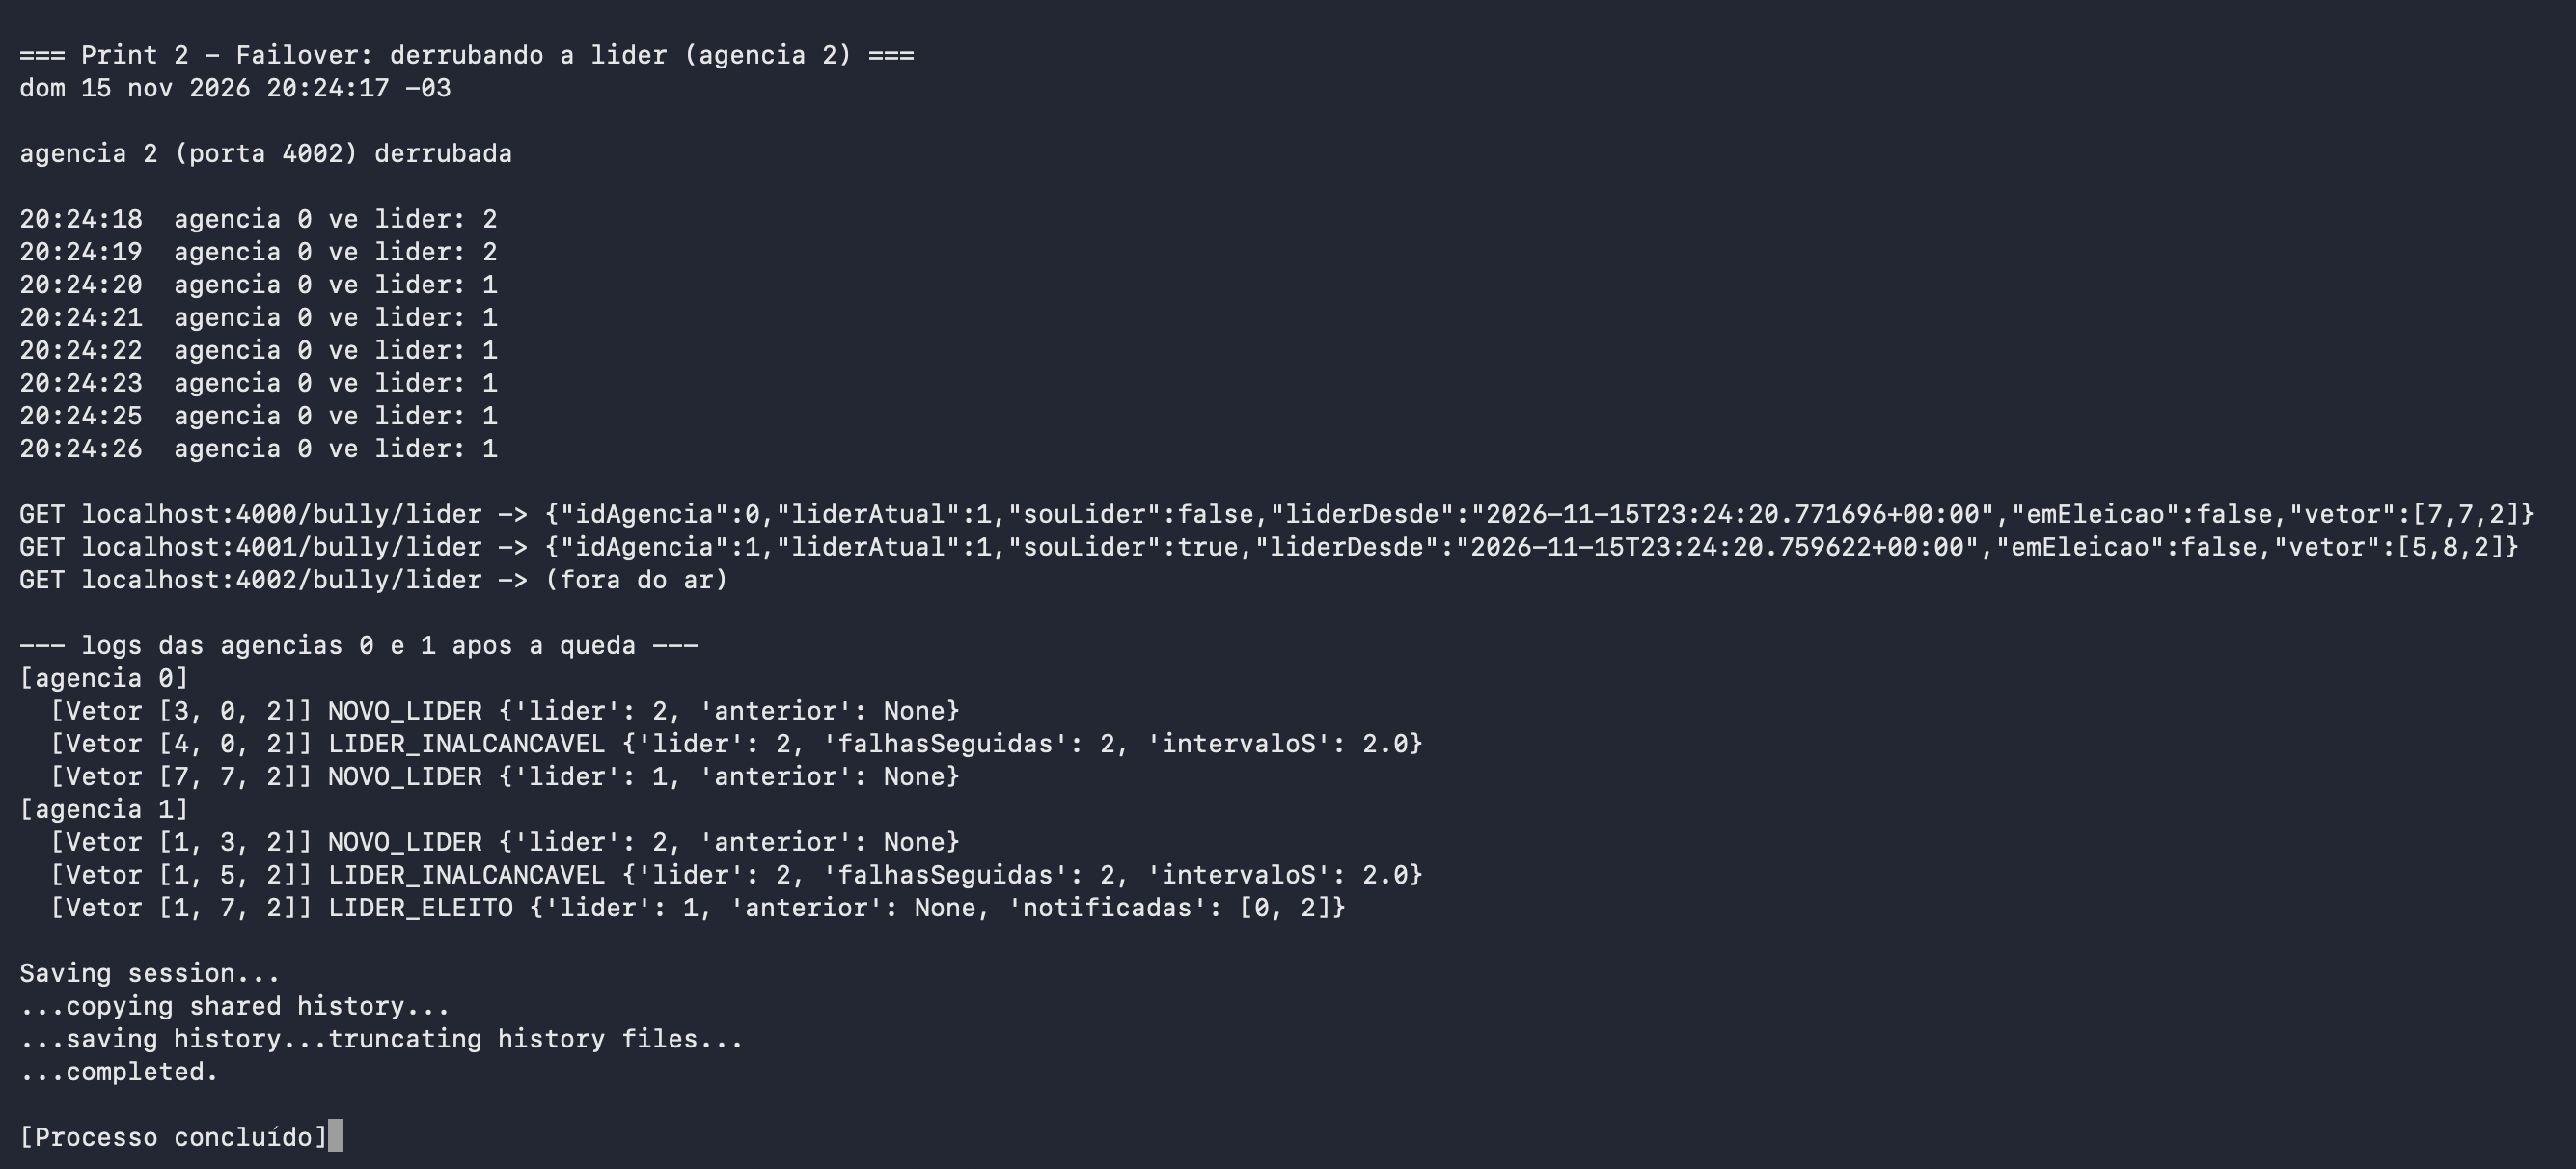 === Print 2 - Failover: derrubando a lider (agencia 2) ===
dom 15 nov 2026 20:24:17 -03
agencia 2 (porta 4002) derrubada
20:24:18  agencia 0 ve lider: 2
20:24:19  agencia 0 ve lider: 2
20:24:20  agencia 0 ve lider: 1
20:24:21  agencia 0 ve lider: 1
20:24:22  agencia 0 ve lider: 1
20:24:23  agencia 0 ve lider: 1
20:24:25  agencia 0 ve lider: 1
20:24:26  agencia 0 ve lider: 1
GET localhost:4000/bully/lider -> {"idAgencia":0,"liderAtual":1,"souLider":false,"liderDesde":"2026-11-15T23:24:20.771696+00:00","emEleicao":false,"vetor":[7,7,2]}
GET localhost:4001/bully/lider -> {"idAgencia":1,"liderAtual":1,"souLider":true,"liderDesde":"2026-11-15T23:24:20.759622+00:00","emEleicao":false,"vetor":[5,8,2]}
GET localhost:4002/bully/lider -> (fora do ar)
--- logs das agencias 0 e 1 apos a queda ---
[agencia 0]
  [Vetor [3, 0, 2]] NOVO_LIDER {'lider': 2, 'anterior': None}
  [Vetor [4, 0, 2]] LIDER_INALCANCAVEL {'lider': 2, 'falhasSeguidas': 2, 'intervaloS': 2.0}
  [Vetor [7, 7, 2]] NOVO_LIDER {'lider': 1, 'anterior': None}
[agencia 1]
  [Vetor [1, 3, 2]] NOVO_LIDER {'lider': 2, 'anterior': None}
  [Vetor [1, 5, 2]] LIDER_INALCANCAVEL {'lider': 2, 'falhasSeguidas': 2, 'intervaloS': 2.0}
  [Vetor [1, 7, 2]] LIDER_ELEITO {'lider': 1, 'anterior': None, 'notificadas': [0, 2]}
Saving session...
...copying shared history...
...saving history...truncating history files...
...completed.
[Processo concluído]